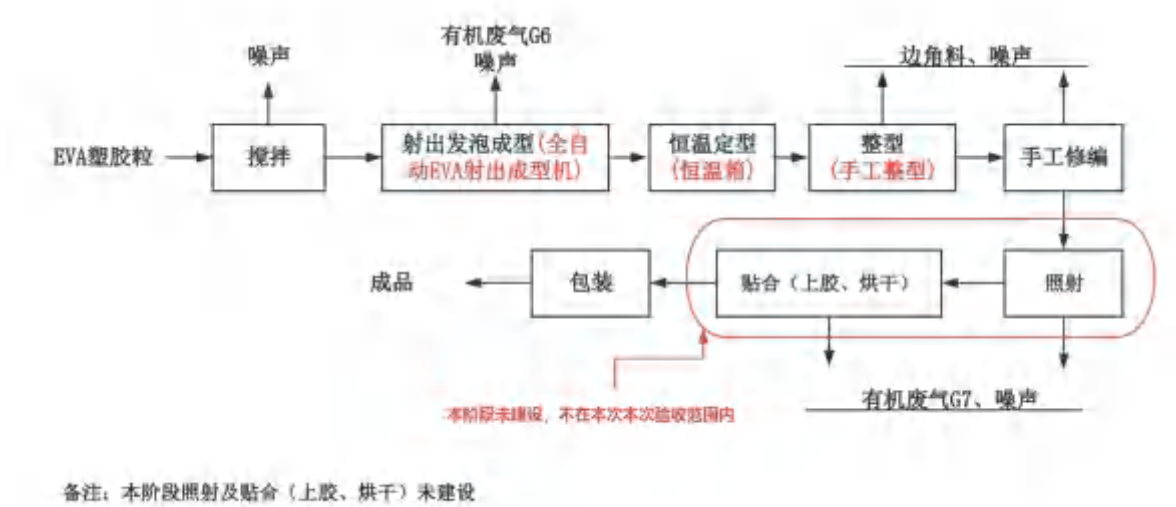 噪声
有机废气G6
噪声
边角料、噪声
EVA塑胶粒
搅拌
射出发泡成型(全自
动EVA射出成型机)
恒温定型
(恒温箱)
整型
(手工整型)
手工修编
成品
包装
贴合（上胶、烘干）
照射
有机废气G7、噪声
本阶段未建设，不在本次本次验收范围内
备注：本阶段照射及贴合（上胶、烘干）未建设